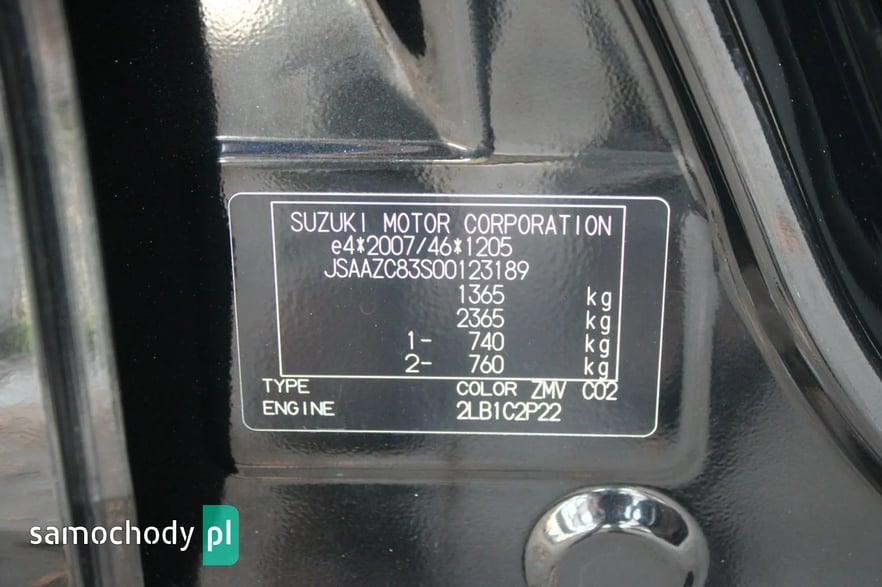 SUZUKI MOTOR CORPORATION
e4*2007/46*1205
JSAAZC83S00123189
1365 kg
2365 kg
1- 740 kg
2- 760 kg
TYPE COLOR ZMV C02
ENGINE 2LB1C2P22
samochody pl